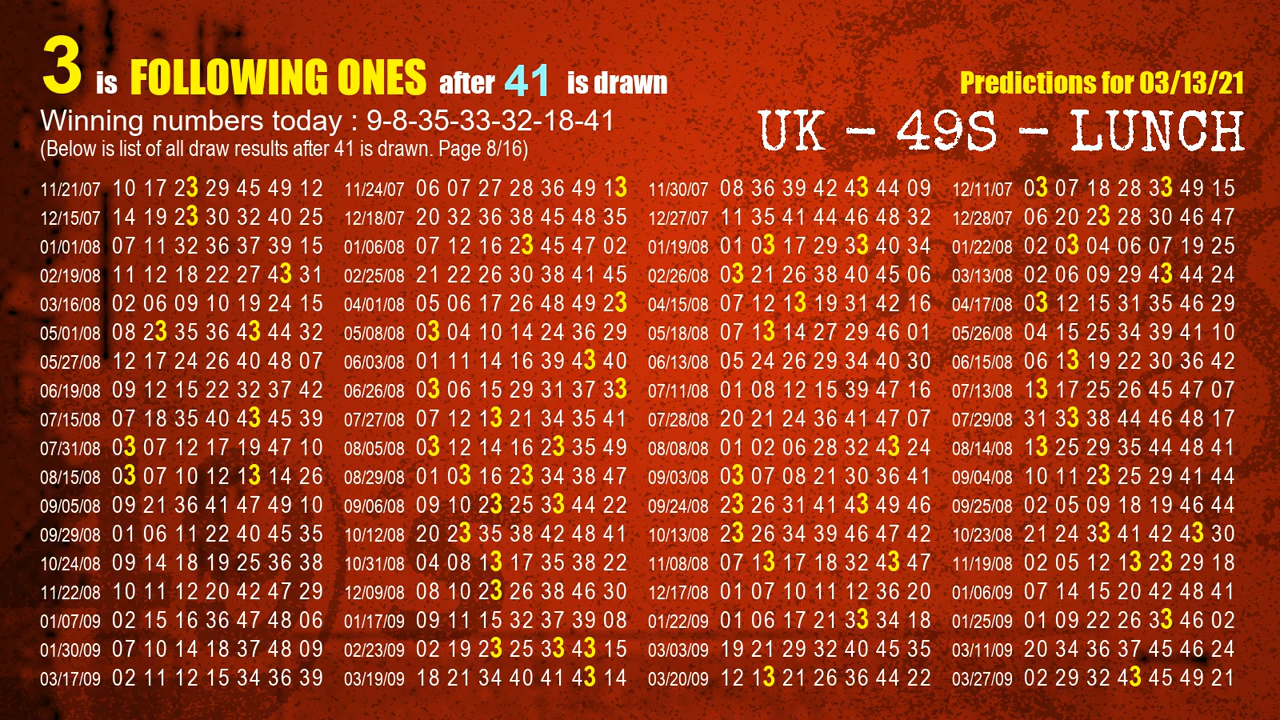 3 is FOLLOWING ONES after 41 is drawn
Predictions for 03/13/21
Winning numbers today : 9-8-35-33-32-18-41
UK - 49S - LUNCH
(Below is list of all draw results after 41 is drawn. Page 8/16)
11/21/07 10 17 23 29 45 49 12 11/24/07 06 07 27 28 36 49 13 11/30/07 08 36 39 42 43 44 09 12/11/07 03 07 18 28 33 49 15
12/15/07 14 19 23 30 32 40 25 12/18/07 20 32 36 38 45 48 35 12/27/07 11 35 41 44 46 48 32 12/28/07 06 20 23 28 30 46 47
01/01/08 07 11 32 36 37 39 15 01/06/08 07 12 16 23 45 47 02 01/19/08 01 03 17 29 33 40 34 01/22/08 02 03 04 06 07 19 25
02/19/08 11 12 18 22 27 43 31 02/25/08 21 22 26 30 38 41 45 02/26/08 03 21 26 38 40 45 06 03/13/08 02 06 09 29 43 44 24
03/16/08 02 06 09 10 19 24 15 04/01/08 05 06 17 26 48 49 23 04/15/08 07 12 13 19 31 42 16 04/17/08 03 12 15 31 35 46 29
05/01/08 08 23 35 36 43 44 32 05/08/08 03 04 10 14 24 36 29 05/18/08 07 13 14 27 29 46 01 05/26/08 04 15 25 34 39 41 10
05/27/08 12 17 24 26 40 48 07 06/03/08 01 11 14 16 39 43 40 06/13/08 05 24 26 29 34 40 30 06/15/08 06 13 19 22 30 36 42
06/19/08 09 12 15 22 32 37 42 06/26/08 03 06 15 29 31 37 33 07/11/08 01 08 12 15 39 47 16 07/13/08 13 17 25 26 45 47 07
07/15/08 07 18 35 40 43 45 39 07/27/08 07 12 13 21 34 35 41 07/28/08 20 21 24 36 41 47 07 07/29/08 31 33 38 44 46 48 17
07/31/08 03 07 12 17 19 47 10 08/05/08 03 12 14 16 23 35 49 08/08/08 01 02 06 28 32 43 24 08/14/08 13 25 29 35 44 48 41
08/15/08 03 07 10 12 13 14 26 08/29/08 01 03 16 23 34 38 47 09/03/08 03 07 08 21 30 36 41 09/04/08 10 11 23 25 29 41 44
09/05/08 09 21 36 41 47 49 10 09/06/08 09 10 23 25 33 44 22 09/24/08 23 26 31 41 43 49 46 09/25/08 02 05 09 18 19 46 44
09/29/08 01 06 11 22 40 45 35 10/12/08 20 23 35 38 42 48 41 10/13/08 23 26 34 39 46 47 42 10/23/08 21 24 33 41 42 43 30
10/24/08 09 14 18 19 25 36 38 10/31/08 04 08 13 17 35 38 22 11/08/08 07 13 17 18 32 43 47 11/19/08 02 05 12 13 23 29 18
11/22/08 10 11 12 20 42 47 29 12/09/08 08 10 23 26 38 46 30 12/17/08 01 07 10 11 12 36 20 01/06/09 07 14 15 20 42 48 41
01/07/09 02 15 16 36 47 48 06 01/17/09 09 11 15 32 37 39 08 01/22/09 01 06 17 21 33 34 18 01/25/09 01 09 22 26 33 46 02
01/30/09 07 10 14 18 37 48 09 02/23/09 02 19 23 25 33 43 15 03/03/09 19 21 29 32 40 45 35 03/11/09 20 34 36 37 45 46 24
03/17/09 02 11 12 15 34 36 39 03/19/09 18 21 34 40 41 43 14 03/20/09 12 13 21 26 36 44 22 03/27/09 02 29 32 43 45 49 21